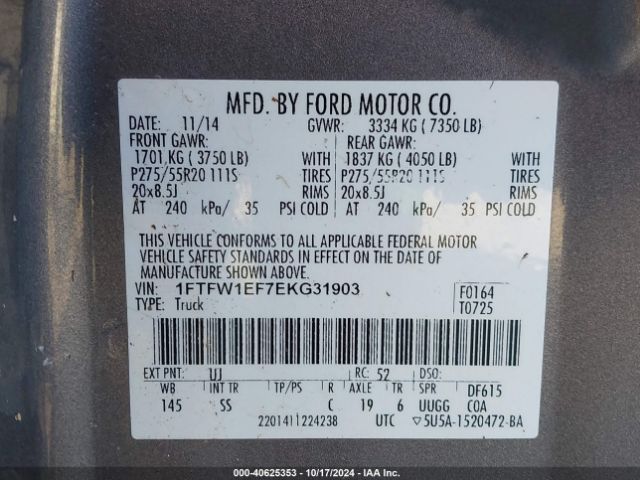 MFD. BY FORD MOTOR CO.
DATE: 11/14 GVWR: 3334 KG ( 7350 LB)
FRONT GAWR: REAR GAWR:
1701 KG ( 3750 LB) WITH 1837 KG ( 4050 LB) WITH
P275/55R20 111S TIRES P275/55R20 111S TIRES
20x8.5J RIMS 20x8.5J RIMS
AT 240 kPa/ 35 PSI COLD AT 240 kPa/ 35 PSI COLD
THIS VEHICLE CONFORMS TO ALL APPLICABLE FEDERAL MOTOR
VEHICLE SAFETY STANDARDS IN EFFECT ON THE DATE OF
MANUFACTURE SHOWN ABOVE.
VIN: 1FTFW1EF7EKG31903 F0164
TYPE: Truck T0725
EXT PNT: UJ RC: 52 DSO:
WB INT TR TP/PS R AXLE TR SPR DF615
145 SS C 19 6 UUGG COA
2201411224238 UTC ▽5U5A-1520472-BA
000-40625353 - 10/17/2024 - IAA Inc.